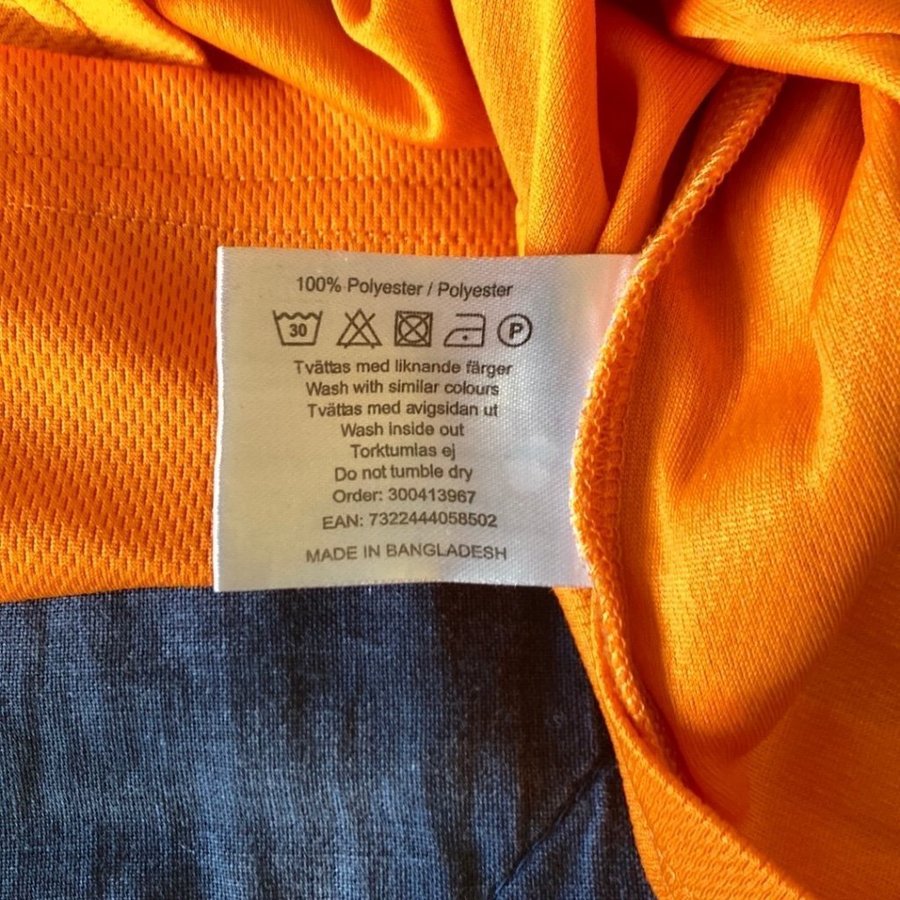 100% Polyester / Polyester
30 P
Tvättas med liknande färger
Wash with similar colours
Tvättas med avigsidan ut
Wash inside out
Torktumlas ej
Do not tumble dry
Order: 300413967
EAN: 7322444058502
MADE IN BANGLADESH